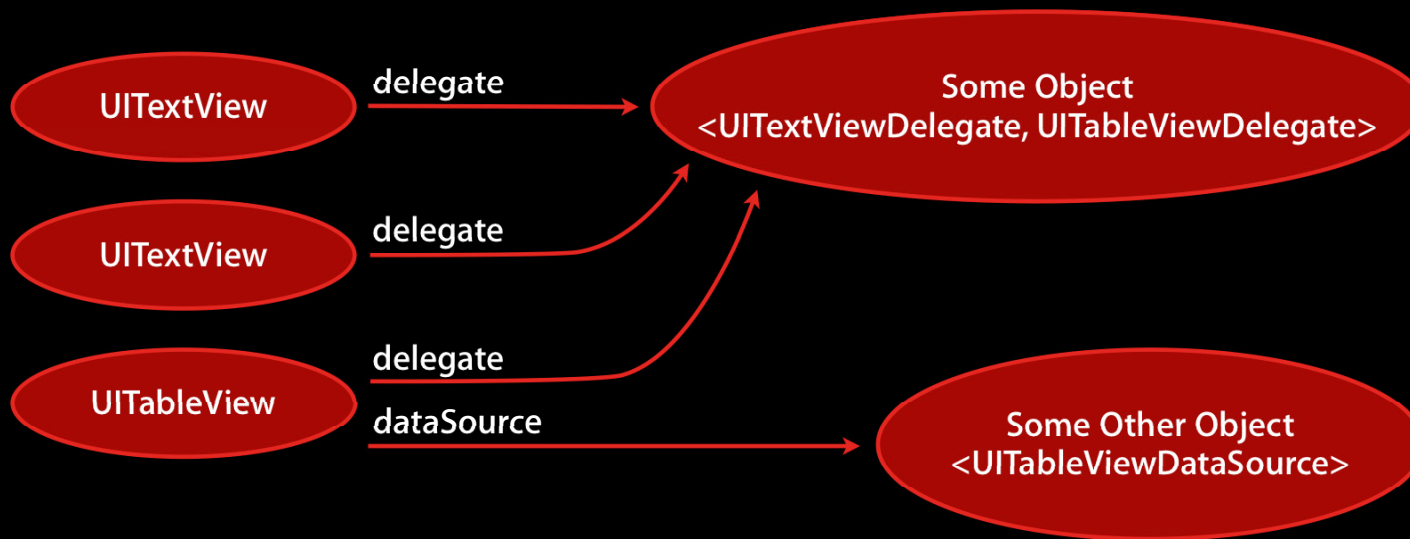 UITextView
delegate
Some Object
<UITextViewDelegate, UITableViewDelegate>
UITextView
delegate
UITableView
delegate
dataSource
Some Other Object
<UITableViewDataSource>